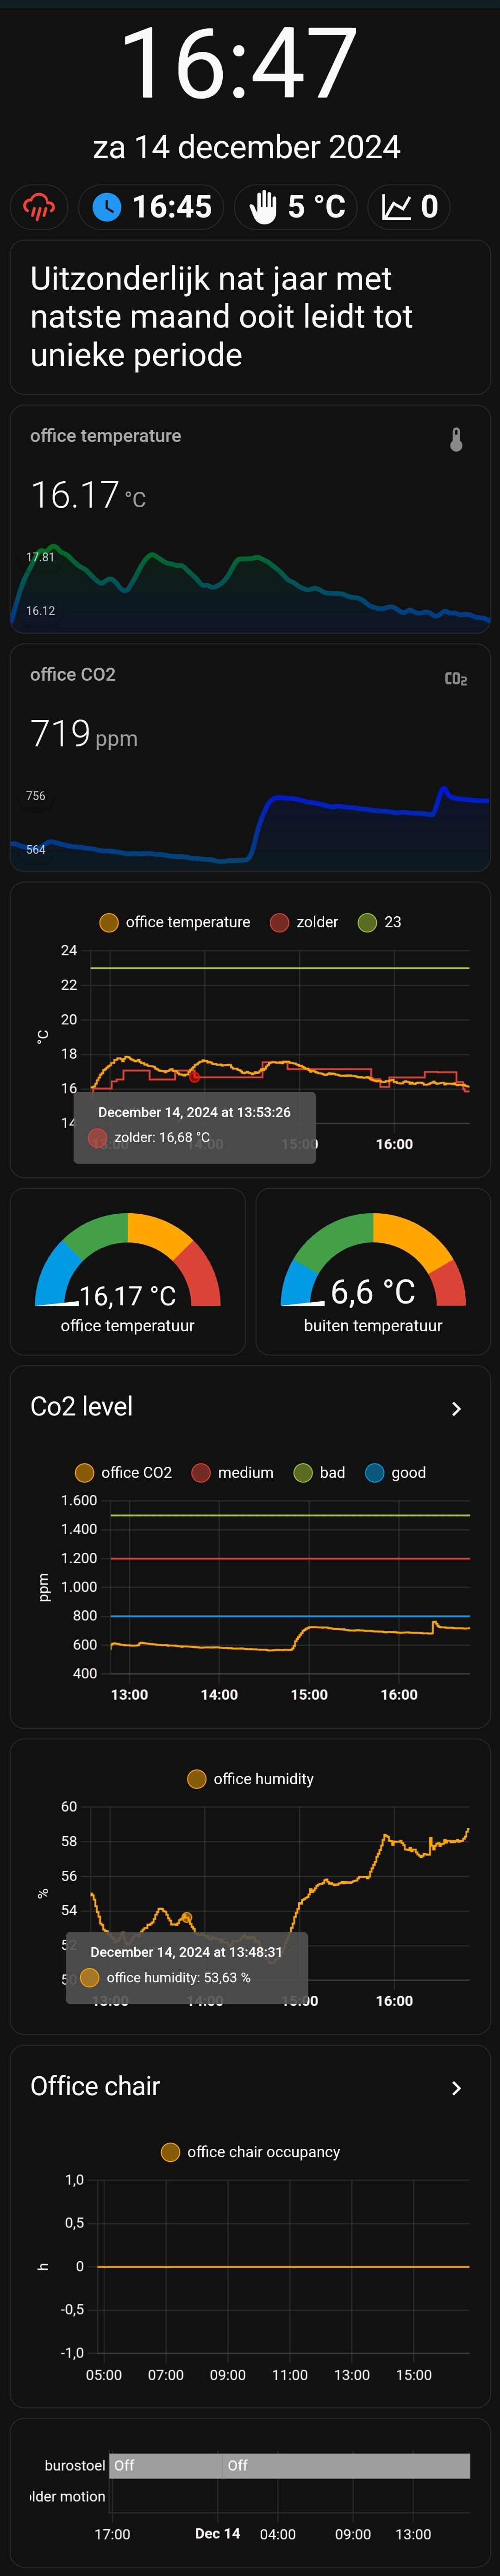 16:47
za 14 december 2024
16:45 5 °C 0
Uitzonderlijk nat jaar met
natste maand ooit leidt tot
unieke periode
office temperature
16.17 °C
17.81
16.12
office CO2
CO2
719 ppm
756
564
office temperature zolder 23
24
22
20
18
16
14
°C
December 14, 2024 at 13:53:26
zolder: 16,68 °C
13:00 14:00 15:00 16:00
16,17 °C
office temperatuur
6,6 °C
buiten temperatuur
Co2 level
office CO2 medium bad good
1.600
1.400
1.200
1.000
800
600
400
ppm
13:00 14:00 15:00 16:00
office humidity
60
58
56
54
52
50
%
December 14, 2024 at 13:48:31
office humidity: 53,63 %
13:00 14:00 15:00 16:00
Office chair
office chair occupancy
1,0
0,5
0
-0,5
-1,0
h
05:00 07:00 09:00 11:00 13:00 15:00
burostoel Off Off
lder motion
17:00 Dec 14 04:00 09:00 13:00